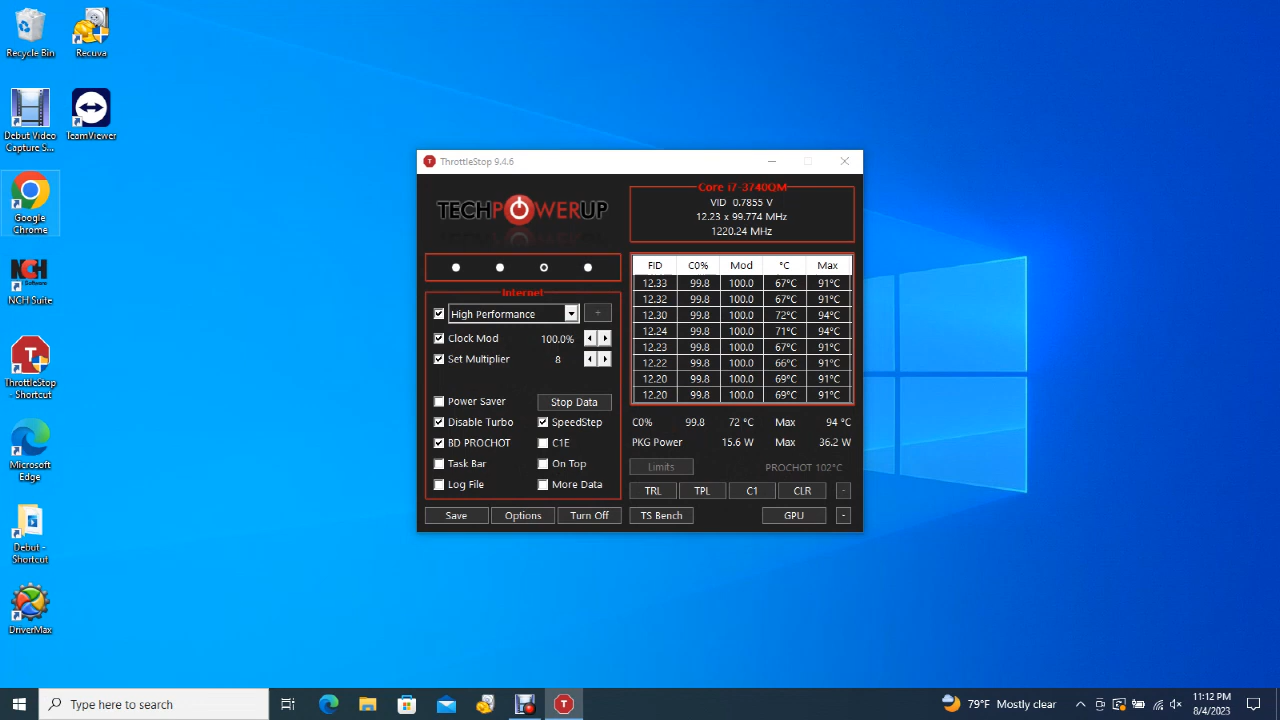 Recycle Bin
Recuva
Debut Video
Capture S...
TeamViewer
Google
Chrome
NCH Software
NCH Suite
ThrottleStop
- Shortcut
Microsoft
Edge
Debut -
Shortcut
DriverMax
T ThrottleStop 9.4.6
TECHPOWERUP
Core i7-3740QM
VID 0.7855 V
12.23 x 99.774 MHz
1220.24 MHz
Internet
High Performance +
Clock Mod 100.0%
Set Multiplier 8
Power Saver Stop Data
Disable Turbo SpeedStep
BD PROCHOT C1E
Task Bar On Top
Log File More Data
Save Options Turn Off
FID C0% Mod °C Max
12.33 99.8 100.0 67°C 91°C
12.32 99.8 100.0 67°C 91°C
12.30 99.8 100.0 72°C 94°C
12.24 99.8 100.0 71°C 94°C
12.23 99.8 100.0 67°C 91°C
12.22 99.8 100.0 66°C 91°C
12.20 99.8 100.0 69°C 91°C
12.20 99.8 100.0 69°C 91°C
C0% 99.8 72 °C Max 94 °C
PKG Power 15.6 W Max 36.2 W
Limits PROCHOT 102°C
TRL TPL C1 CLR -
TS Bench GPU -
Type here to search
T
79°F Mostly clear
11:12 PM
8/4/2023